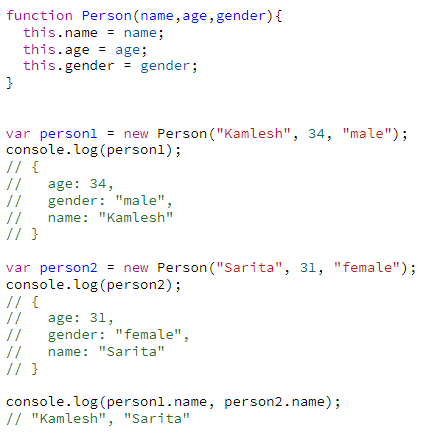 function Person(name,age,gender){
  this.name = name;
  this.age = age;
  this.gender = gender;
}
var person1 = new Person("Kamlesh", 34, "male");
console.log(person1);
// {
//   age: 34,
//   gender: "male",
//   name: "Kamlesh"
// }
var person2 = new Person("Sarita", 31, "female");
console.log(person2);
// {
//   age: 31,
//   gender: "female",
//   name: "Sarita"
// }
console.log(person1.name, person2.name);
// "Kamlesh", "Sarita"